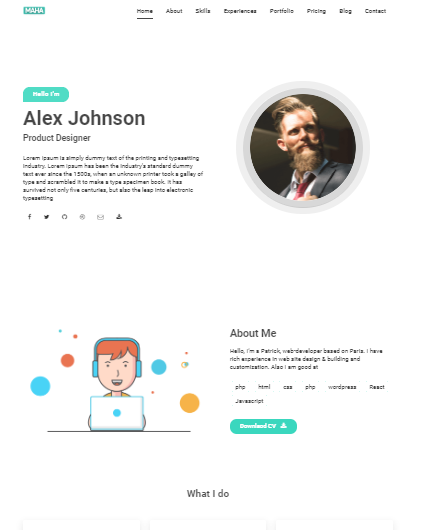 MAHA
Home About Skills Experiences Portfolio Pricing Blog Contact
Hello I'm
Alex Johnson
Product Designer
Lorem Ipsum is simply dummy text of the printing and typesetting
industry. Lorem Ipsum has been the industry's standard dummy
text ever since the 1500s, when an unknown printer took a galley of
type and scrambled it to make a type specimen book. It has
survived not only five centuries, but also the leap into electronic
typesetting
About Me
Hello, I'm a Patrick, web-developer based on Paris. I have
rich experience in web site design & building and
customization. Also I am good at
php html css php wordpress React
Javascript
Download CV
What I do